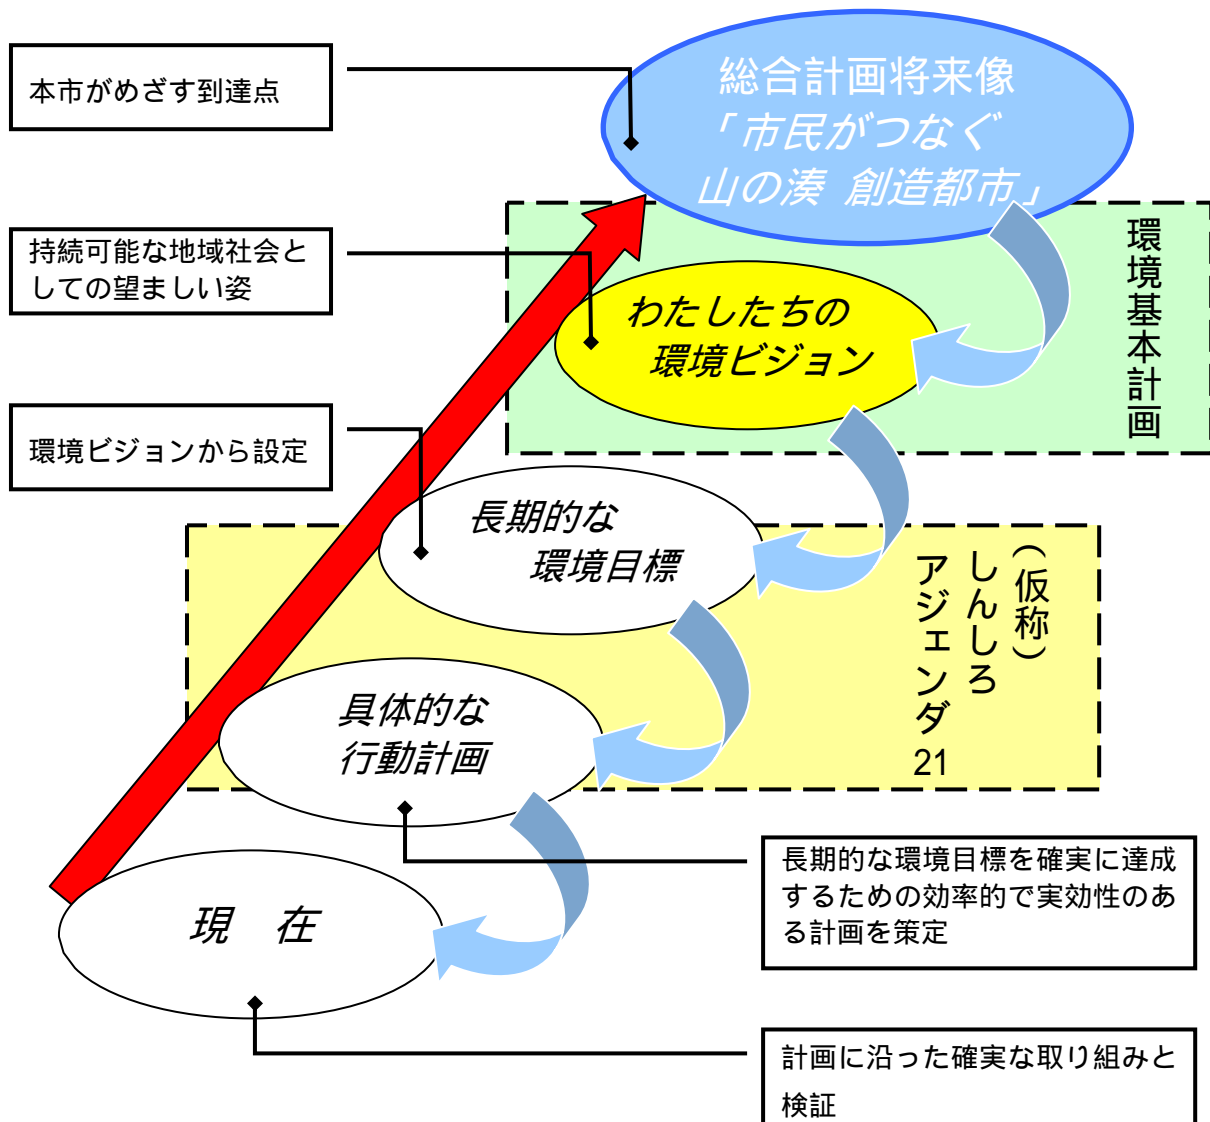 本市がめざす到達点
総合計画将来像
「市民がつなぐ
山の湊 創造都市」
持続可能な地域社会と
しての望ましい姿
わたしたちの
環境ビジョン
環境基本計画
環境ビジョンから設定
長期的な
環境目標
（仮称）
しんしろ
アジェンダ21
具体的な
行動計画
長期的な環境目標を確実に達成
するための効率的で実効性のあ
る計画を策定
現　在
計画に沿った確実な取り組みと
検証